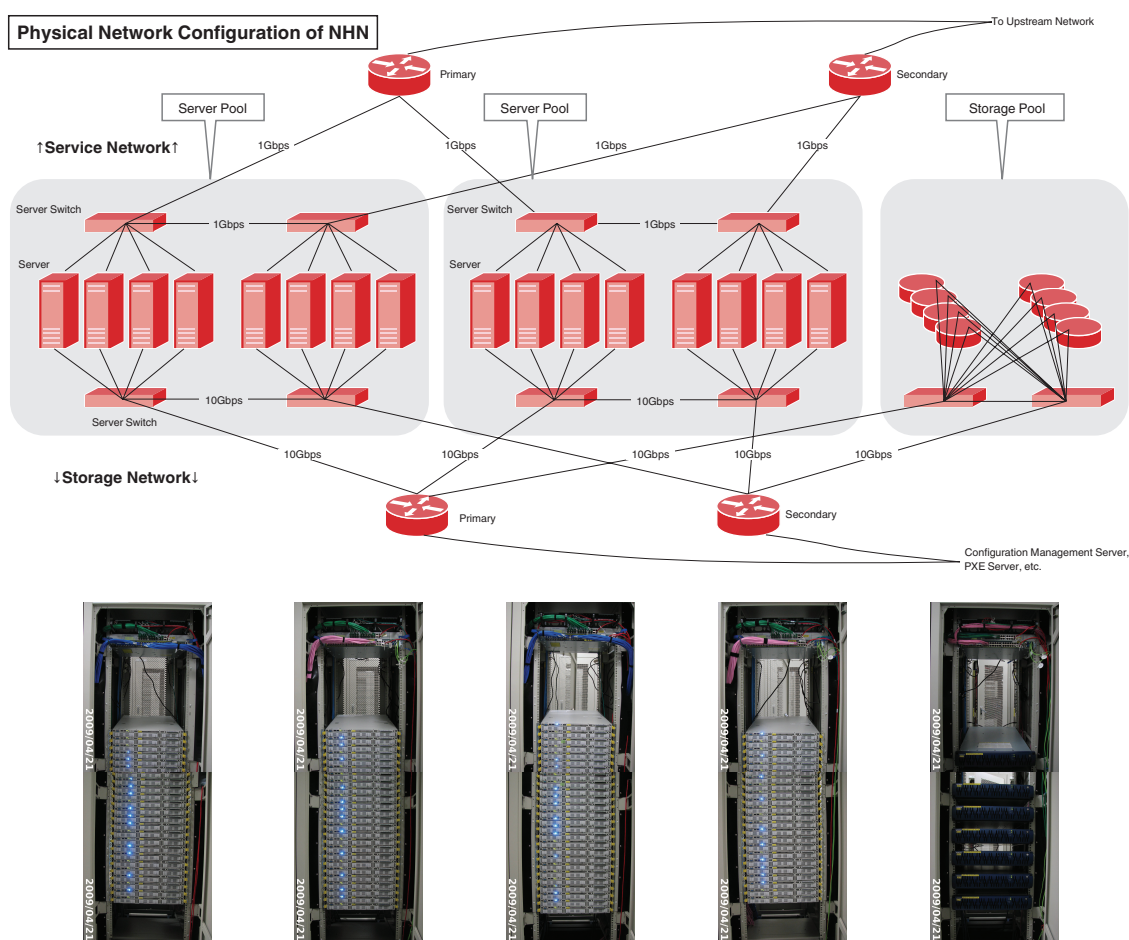 Physical Network Configuration of NHN
To Upstream Network
Primary
Secondary
Server Pool
Server Pool
Storage Pool
↑Service Network↑
1Gbps
1Gbps
1Gbps
1Gbps
Server Switch
1Gbps
Server Switch
1Gbps
Server
Server
10Gbps
10Gbps
Server Switch
10Gbps
10Gbps
10Gbps
10Gbps
10Gbps
↓Storage Network↓
Primary
Secondary
Configuration Management Server,
PXE Server, etc.
2009/04/21
2009/04/21
2009/04/21
2009/04/21
2009/04/21
2009/04/21
2009/04/21
2009/04/21
2009/04/21
2009/04/21